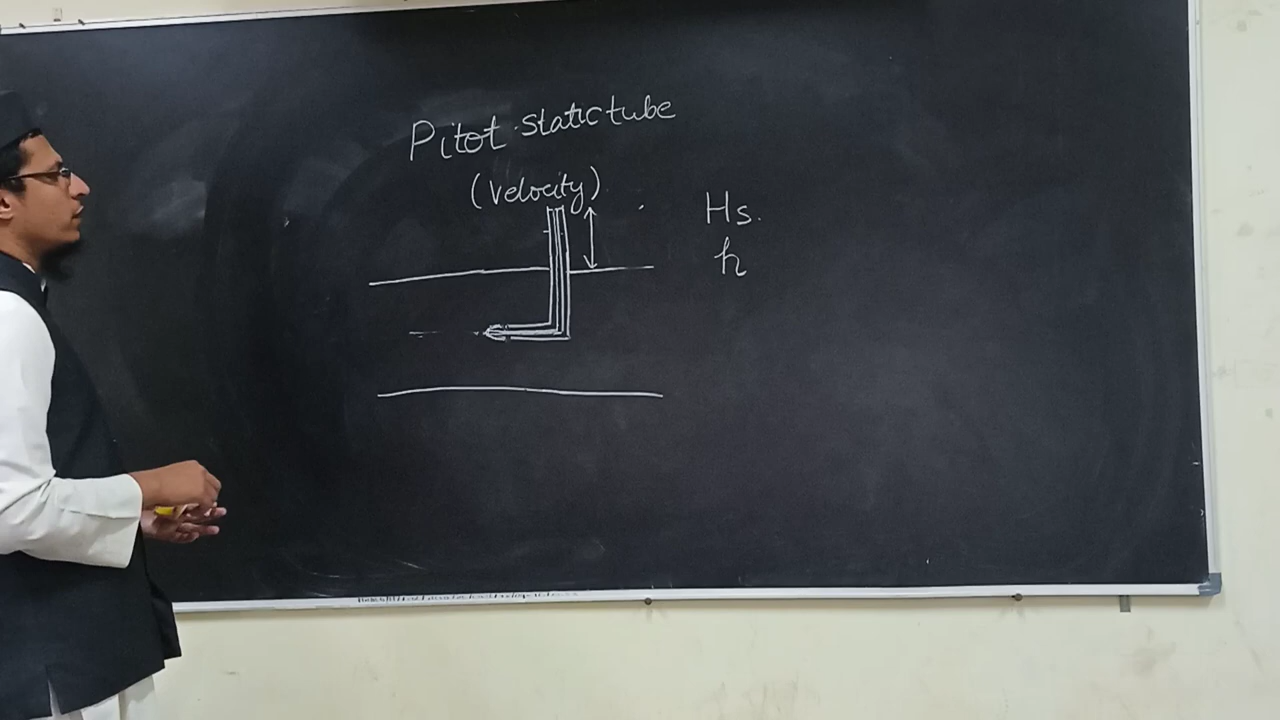 Pitot static tube
(velocity)
Hs.
h